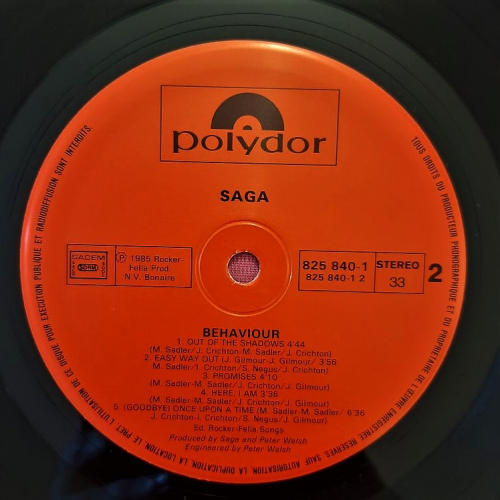 polydor
SAGA
SACEM
SDRM
Ⓟ 1985 Rocker-
Fella Prod.
N.V. Bonaire
825 840-1
825 840-1 2
STEREO
33
2
BEHAVIOUR
1. OUT OF THE SHADOWS 4'44
(M. Sadler/J. Crichton-M. Sadler/J. Crichton)
2. EASY WAY OUT (J. Gilmour-J. Gilmour/ 3'56
M. Sadler/I. Crichton/S. Negus/J. Crichton)
3. PROMISES 4'10
(M. Sadler-M. Sadler/J. Crichton)
4. HERE, I AM 3'36
(M. Sadler-M. Sadler/J. Crichton)
5. (GOODBYE) ONCE UPON A TIME (M. Sadler-M. Sadler/ 6'36
J. Crichton-I. Crichton/S. Negus/J. Crichton)
Ed. Rocker-Fella Songs
Produced by Saga and Peter Walsh
Engineered by Peter Walsh
TOUS DROITS DU PRODUCTEUR PHONOGRAPHIQUE ET DU PROPRIETAIRE DE L'ŒUVRE ENREGISTREE RESERVES. SAUF AUTORISATION, LA DUPLICATION, LA LOCATION, LE PRET, L'UTILISATION DE CE DISQUE POUR EXECUTION PUBLIQUE ET RADIODIFFUSION SONT INTERDITS.